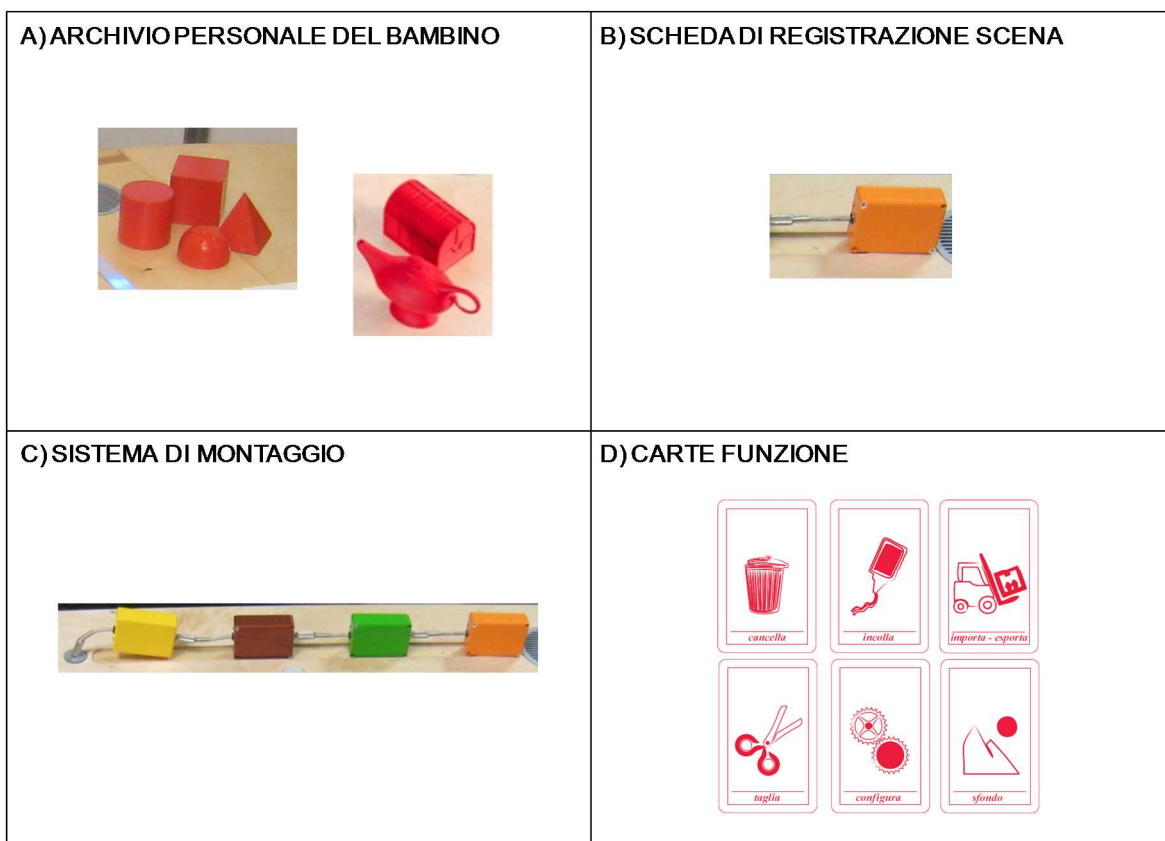 A) ARCHIVIO PERSONALE DEL BAMBINO
B) SCHEDA DI REGISTRAZIONE SCENA
C) SISTEMA DI MONTAGGIO
D) CARTE FUNZIONE
cancella
incolla
importa - esporta
taglia
configura
sfondo